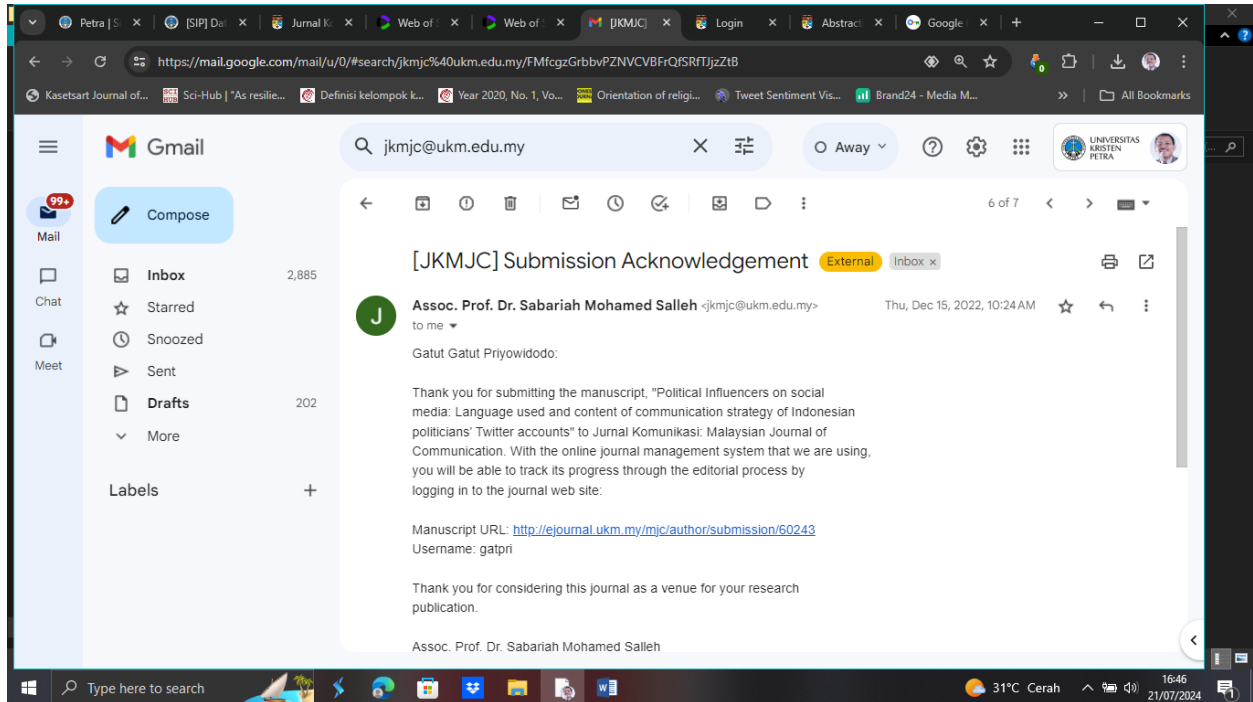 Petra | S
[SIP] Dat
Jurnal Ko
Web of S
Web of S
[JKMJC]
Login
Abstract
Google
https://mail.google.com/mail/u/0/#search/jkmjc%40ukm.edu.my/FMfcgzGrbbvPZNVCVBFrQfSRfTJjzZtB
Kasetsart Journal of...
Sci-Hub | "As resilie...
Definisi kelompok k...
Year 2020, No. 1, Vo...
Orientation of religi...
Tweet Sentiment Vis...
Brand24 - Media M...
»
All Bookmarks
Gmail
jkmjc@ukm.edu.my
Away
UNIVERSITAS
KRISTEN
PETRA
99+
Mail
Compose
6 of 7
Chat
Meet
Inbox 2,885
Starred
Snoozed
Sent
Drafts 202
More
Labels +
[JKMJC] Submission Acknowledgement External Inbox ×
J
Assoc. Prof. Dr. Sabariah Mohamed Salleh <jkmjc@ukm.edu.my> Thu, Dec 15, 2022, 10:24 AM
to me
Gatut Gatut Priyowidodo:
Thank you for submitting the manuscript, "Political Influencers on social
media: Language used and content of communication strategy of Indonesian
politicians' Twitter accounts" to Jurnal Komunikasi: Malaysian Journal of
Communication. With the online journal management system that we are using,
you will be able to track its progress through the editorial process by
logging in to the journal web site:
Manuscript URL: http://ejournal.ukm.my/mjc/author/submission/60243
Username: gatpri
Thank you for considering this journal as a venue for your research
publication.
Assoc. Prof. Dr. Sabariah Mohamed Salleh
Type here to search
31°C Cerah
16:46
21/07/2024